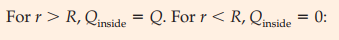 For r > R, Q_inside = Q. For r < R, Q_inside = 0: